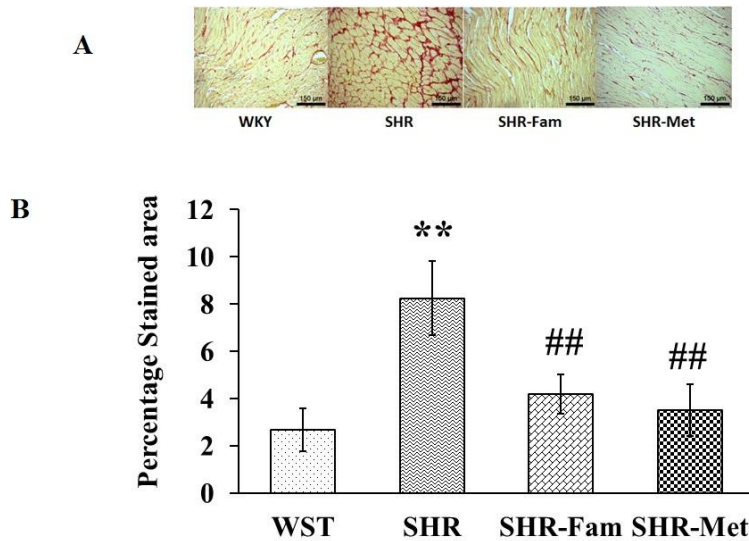 A
150 µm 150 µm 150 µm 150 µm
WKY SHR SHR-Fam SHR-Met
B
Percentage Stained area
12
10
8
6
4
2
0
**
##
##
WST SHR SHR-Fam SHR-Met